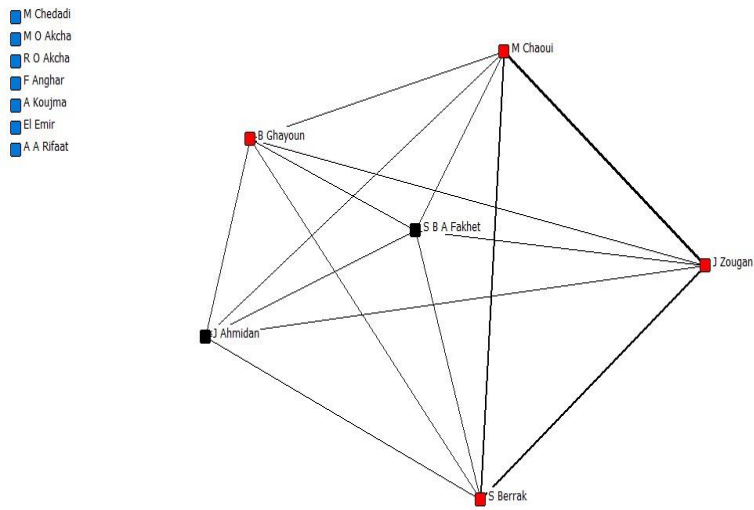 M Chedadi
M O Akcha
R O Akcha
F Anghar
A Koujma
El Emir
A A Rifaat
M Chaoui
B Ghayoun
S B A Fakhet
J Zougan
J Ahmidan
S Berrak